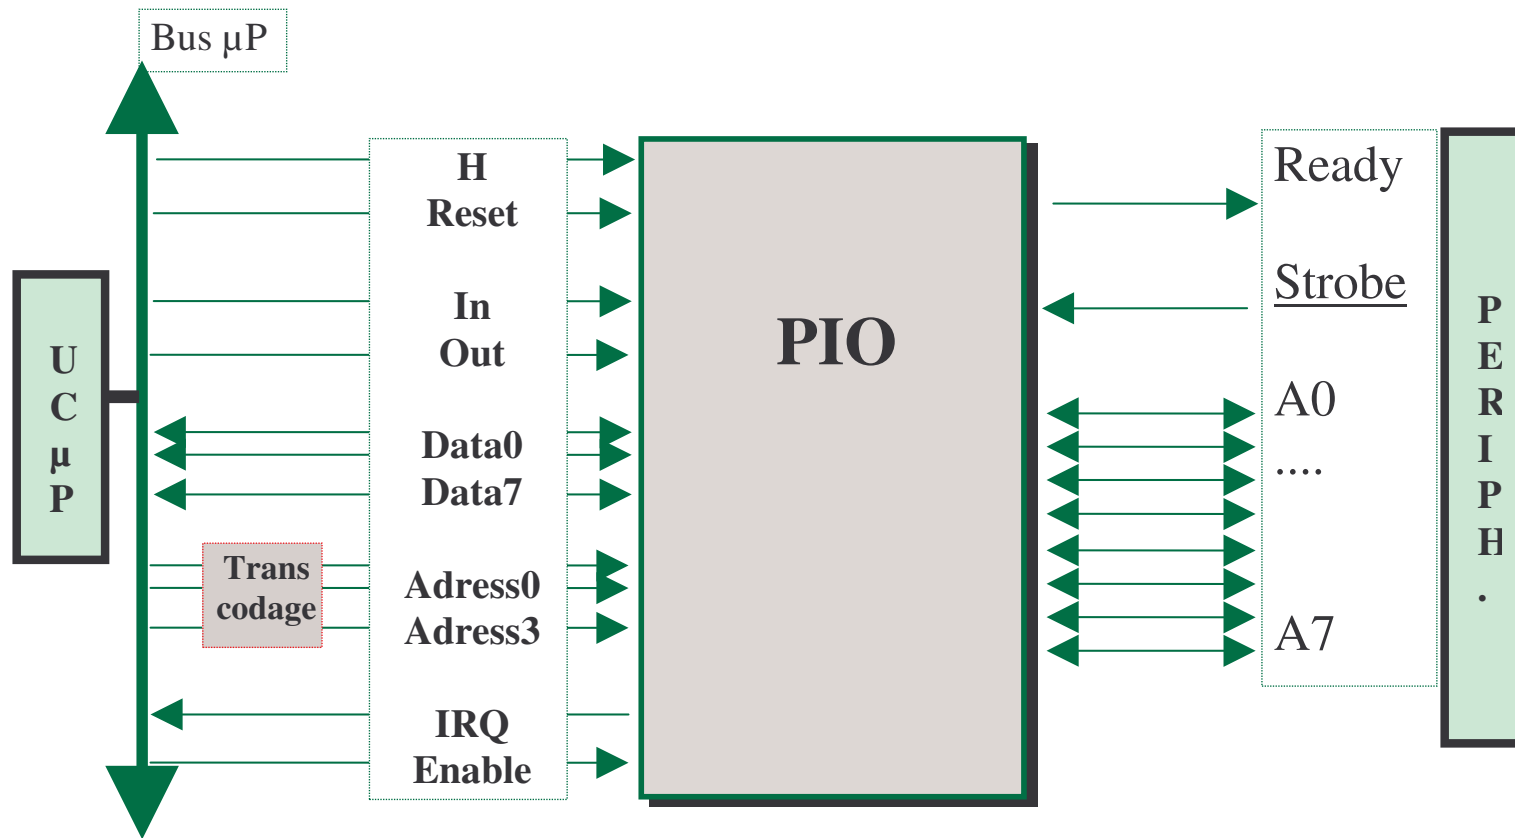 Bus µP
U
C
µ
P
H
Reset
In
Out
Data0
Data7
Trans
codage
Adress0
Adress3
IRQ
Enable
PIO
Ready
Strobe
A0
....
A7
P
E
R
I
P
H
.